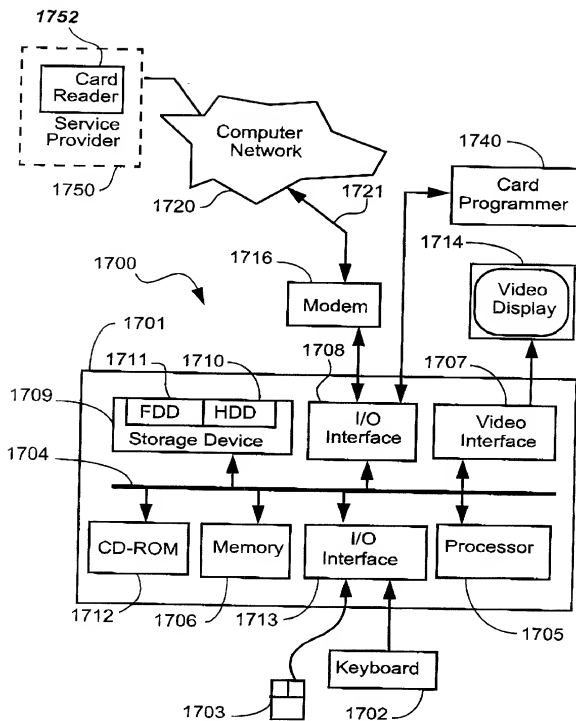 1752
Card
Reader
Service
Provider
1750
Computer
Network
1720
1721
1740
Card
Programmer
1714
Video
Display
1700
1716
Modem
1701
1711
1710
1708
1707
1709
FDD
HDD
Storage Device
I/O
Interface
Video
Interface
1704
CD-ROM
Memory
I/O
Interface
Processor
1712
1706
1713
1705
Keyboard
1703
1702